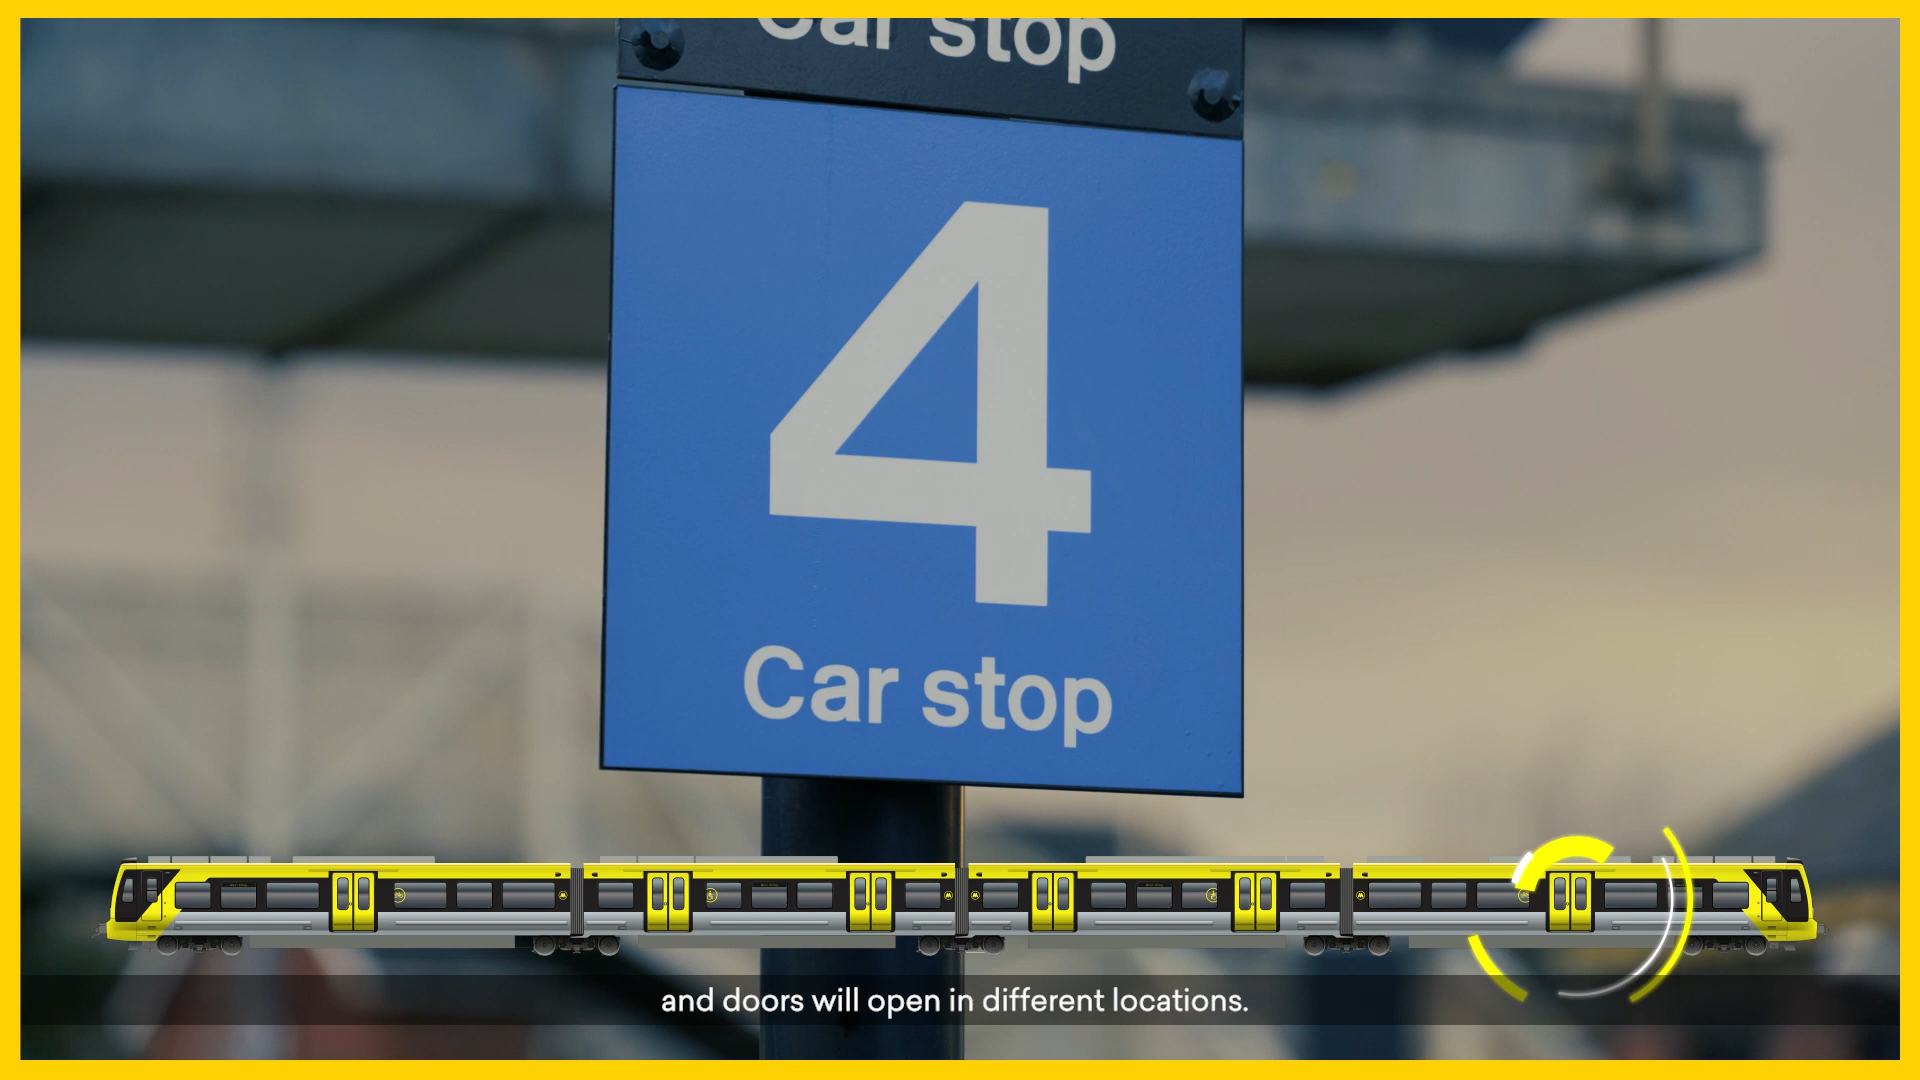 Car stop
4
Car stop
and doors will open in different locations.